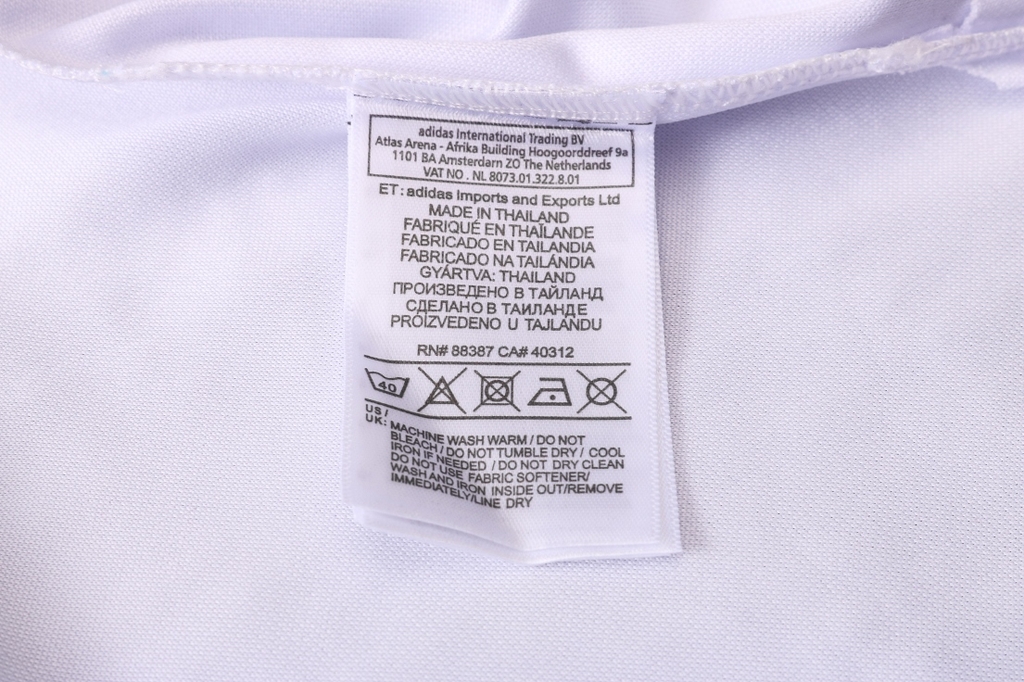 adidas International Trading BV
Atlas Arena - Afrika Building Hoogoorddreef 9a
1101 BA Amsterdam ZO The Netherlands
VAT NO . NL 8073.01.322.8.01
ET : adidas Imports and Exports Ltd
MADE IN THAILAND
FABRIQUÉ EN THAÏLANDE
FABRICADO EN TAILANDIA
FABRICADO NA TAILÁNDIA
GYÁRTVA: THAILAND
ПРОИЗВЕДЕНО В ТАЙЛАНД
СДЕЛАНО В ТАИЛАНДЕ
PROIZVEDENO U TAJLANDU
RN# 88387 CA# 40312
40
US /
UK: MACHINE WASH WARM / DO NOT
BLEACH / DO NOT TUMBLE DRY / COOL
IRON IF NEEDED / DO NOT DRY CLEAN
DO NOT USE FABRIC SOFTENER/
WASH AND IRON INSIDE OUT/REMOVE
IMMEDIATELY/LINE DRY